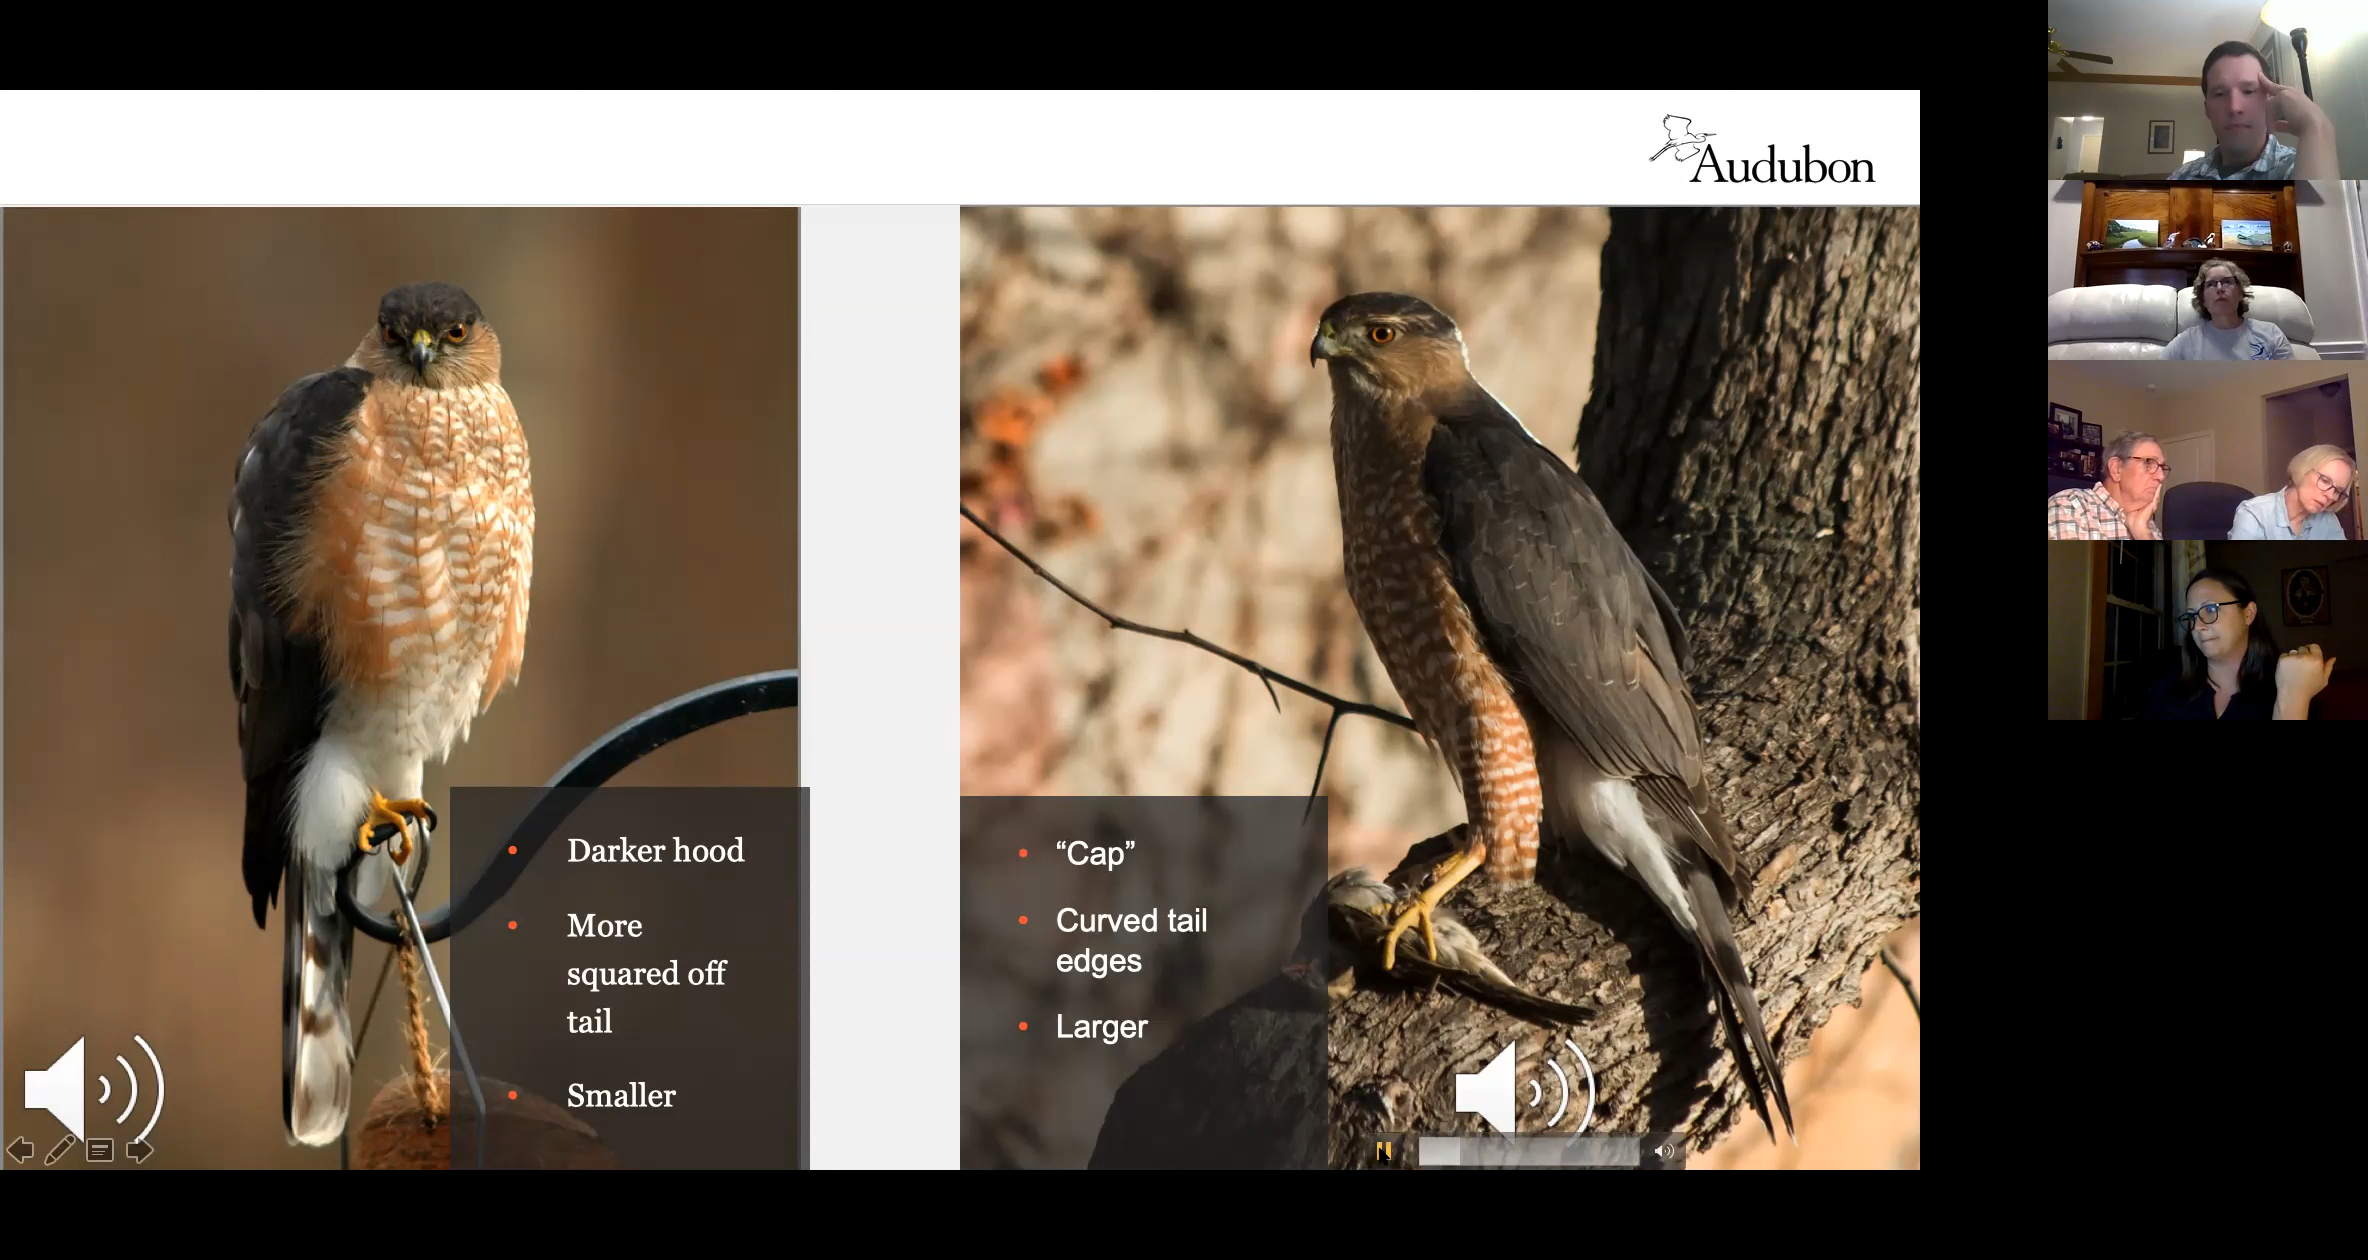 Audubon
Darker hood
More
squared off
tail
Smaller
“Cap”
Curved tail
edges
Larger